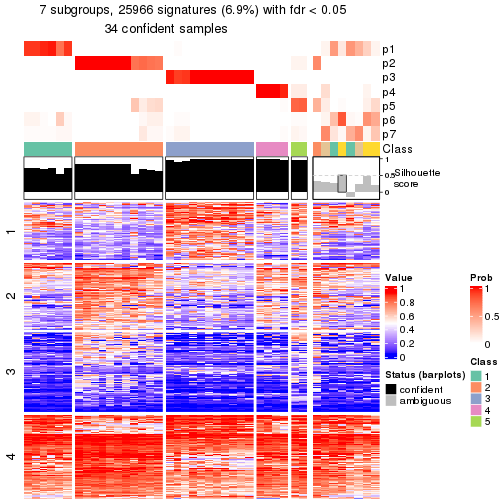 7 subgroups, 25966 signatures (6.9%) with fdr < 0.05
34 confident samples
p1
p2
p3
p4
p5
p6
p7
Class
1
0.5
0
Silhouette
score
1
2
3
4
Value
1
0.8
0.6
0.4
0.2
0
Status (barplots)
confident
ambiguous
Prob
1
0.5
0
Class
1
2
3
4
5